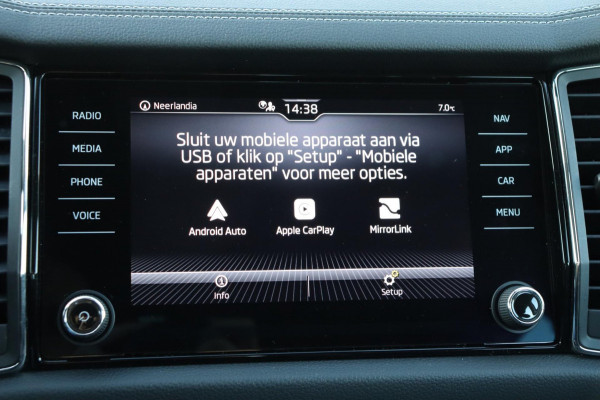 Neerlandia 14:38 7.0°C
RADIO
MEDIA
PHONE
VOICE
Sluit uw mobiele apparaat aan via
USB of klik op "Setup" - "Mobiele
apparaten" voor meer opties.
Android Auto Apple CarPlay MirrorLink
Info Setup
NAV
APP
CAR
MENU